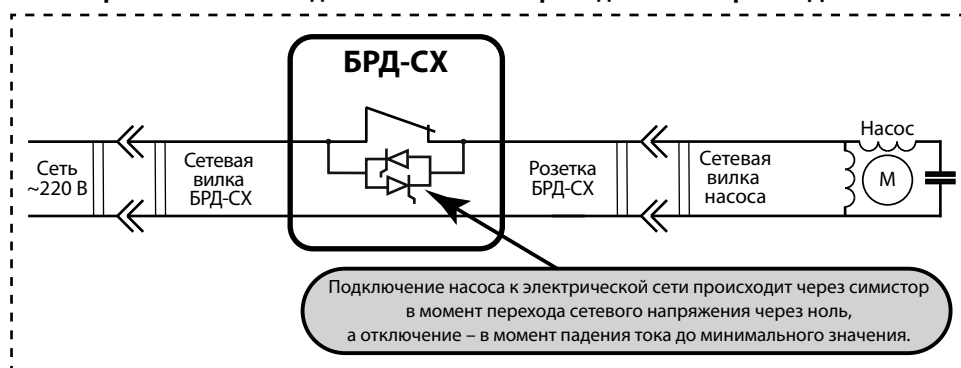 БРД-СХ
Насос
Сеть
~220 В
Сетевая
вилка
БРД-СХ
Розетка
БРД-СХ
Сетевая
вилка
насоса
М
Подключение насоса к электрической сети происходит через симистор
в момент перехода сетевого напряжения через ноль,
а отключение – в момент падения тока до минимального значения.